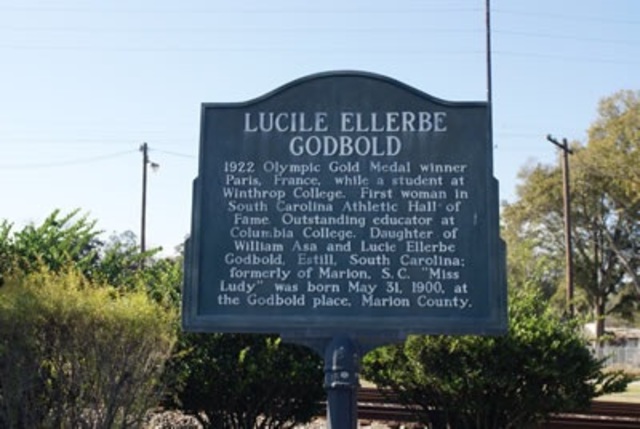 LUCILE ELLERBE
GODBOLD
1922 Olympic Gold Medal winner
Paris, France, while a student at
Winthrop College. First woman in
South Carolina Athletic Hall of
Fame. Outstanding educator at
Columbia College. Daughter of
William Asa and Lucie Ellerbe
Godbold, Estill, South Carolina;
formerly of Marion, S.C. "Miss
Ludy" was born May 31, 1900, at
the Godbold place, Marion County.